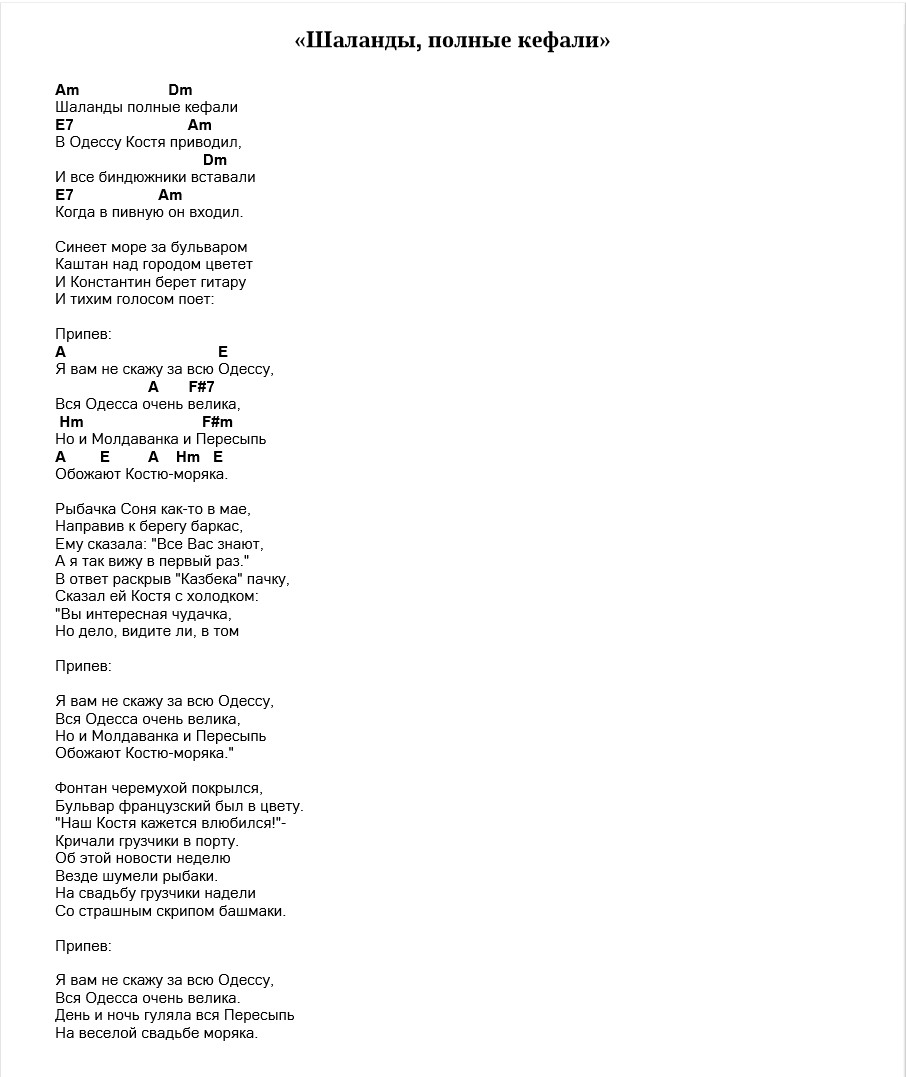 «Шаланды, полные кефали»
Am Dm
Шаланды полные кефали
E7 Am
В Одессу Костя приводил,
Dm
И все биндюжники вставали
E7 Am
Когда в пивную он входил.
Синеет море за бульваром
Каштан над городом цветет
И Константин берет гитару
И тихим голосом поет:
Припев:
A E
Я вам не скажу за всю Одессу,
A F#7
Вся Одесса очень велика,
Hm F#m
Но и Молдаванка и Пересыпь
A E A Hm E
Обожают Костю-моряка.
Рыбачка Соня как-то в мае,
Направив к берегу баркас,
Ему сказала: "Все Вас знают,
А я так вижу в первый раз."
В ответ раскрыв "Казбека" пачку,
Сказал ей Костя с холодком:
"Вы интересная чудачка,
Но дело, видите ли, в том
Припев:
Я вам не скажу за всю Одессу,
Вся Одесса очень велика,
Но и Молдаванка и Пересыпь
Обожают Костю-моряка."
Фонтан черемухой покрылся,
Бульвар французский был в цвету.
"Наш Костя кажется влюбился!"-
Кричали грузчики в порту.
Об этой новости неделю
Везде шумели рыбаки.
На свадьбу грузчики надели
Со страшным скрипом башмаки.
Припев:
Я вам не скажу за всю Одессу,
Вся Одесса очень велика.
День и ночь гуляла вся Пересыпь
На веселой свадьбе моряка.